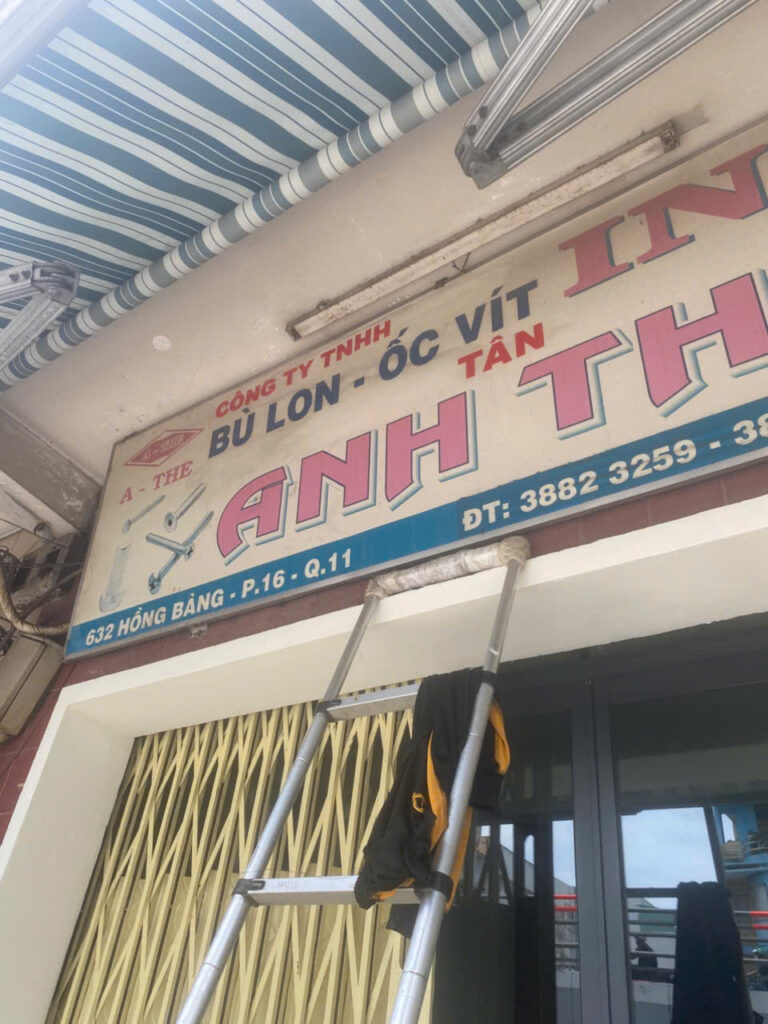 CÔNG TY TNHH
BÙ LON - ỐC VÍT IN
TÂN
A - THE
ANH TH
632 HỒNG BÀNG - P.16 - Q.11
ĐT: 3882 3259 - 38